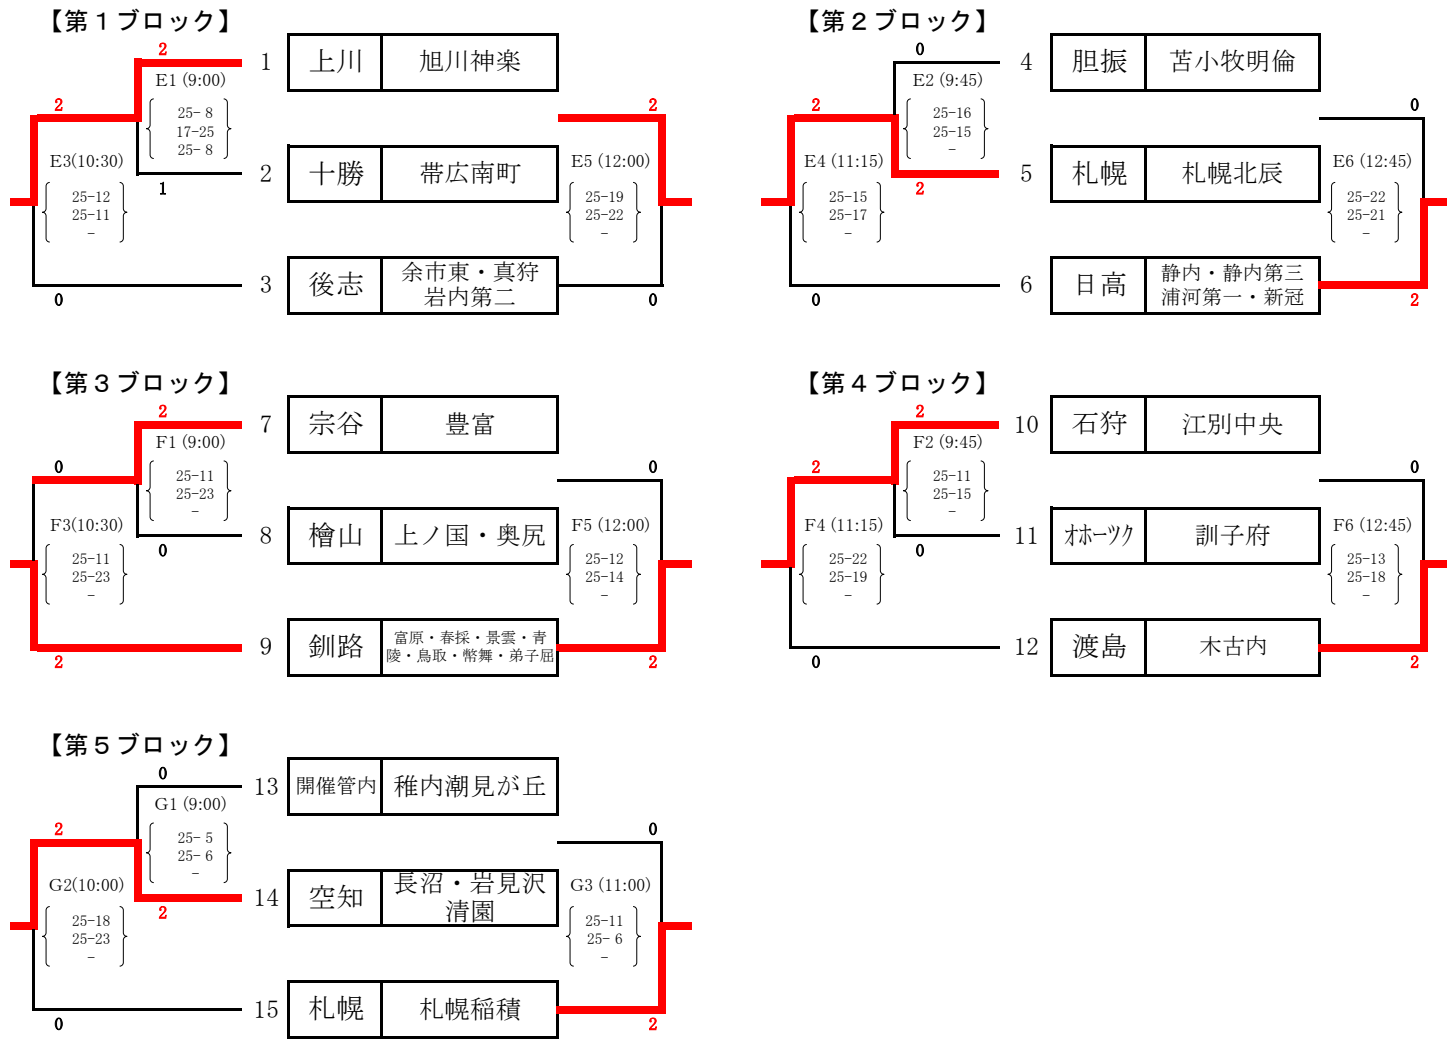 【第１ブロック】
2
1 上川 旭川神楽
E1 (9:00)
25- 8
17-25
25- 8
2
2
E3(10:30)
25-12
25-11
-
1
2 十勝 帯広南町
E5 (12:00)
25-19
25-22
-
0
3 後志 余市東・真狩
岩内第二
0
【第２ブロック】
0
4 胆振 苫小牧明倫
E2 (9:45)
25-16
25-15
-
2
0
E4 (11:15)
25-15
25-17
-
2
5 札幌 札幌北辰
E6 (12:45)
25-22
25-21
-
0
6 日高 静内・静内第三
浦河第一・新冠
2
【第３ブロック】
2
7 宗谷 豊富
F1 (9:00)
25-11
25-23
-
0
0
F3(10:30)
25-11
25-23
-
0
8 檜山 上ノ国・奥尻
F5 (12:00)
25-12
25-14
-
2
9 釧路 富原・春採・景雲・青
陵・鳥取・幣舞・弟子屈
2
【第４ブロック】
2
10 石狩 江別中央
F2 (9:45)
25-11
25-15
-
2
0
F4 (11:15)
25-22
25-19
-
0
11 ｵﾎｰﾂｸ 訓子府
F6 (12:45)
25-13
25-18
-
0
12 渡島 木古内
2
【第５ブロック】
0
13 開催管内 稚内潮見が丘
G1 (9:00)
25- 5
25- 6
-
2
0
G2(10:00)
25-18
25-23
-
2
14 空知 長沼・岩見沢
清園
G3 (11:00)
25-11
25- 6
-
0
15 札幌 札幌稲積
2